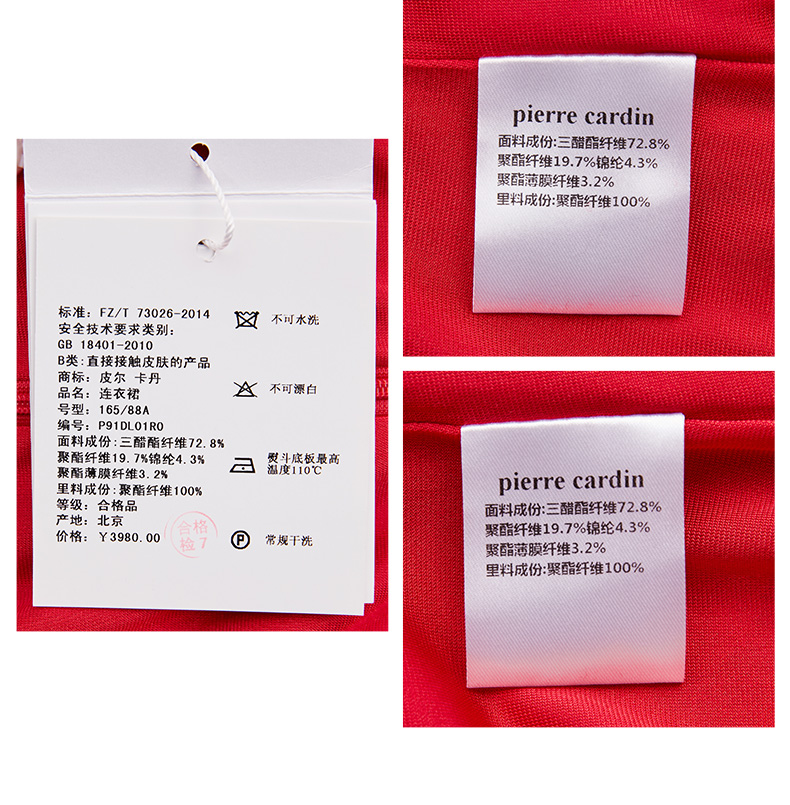 标准: FZ/T 73026-2014
安全技术要求类别:
GB 18401-2010
B类:直接接触皮肤的产品
商标: 皮尔 卡丹
品名: 连衣裙
号型: 165/88A
编号: P91DL01R0
面料成份:三醋酯纤维72.8%
聚酯纤维19.7%锦纶4.3%
聚酯薄膜纤维3.2%
里料成份:聚酯纤维100%
等级: 合格品
产地: 北京
价格: ¥3980.00
合格
检7
不可水洗
不可漂白
熨斗底板最高
温度110℃
P
常规干洗
pierre cardin
面料成份:三醋酯纤维72.8%
聚酯纤维19.7%锦纶4.3%
聚酯薄膜纤维3.2%
里料成份:聚酯纤维100%
pierre cardin
面料成份:三醋酯纤维72.8%
聚酯纤维19.7%锦纶4.3%
聚酯薄膜纤维3.2%
里料成份:聚酯纤维100%